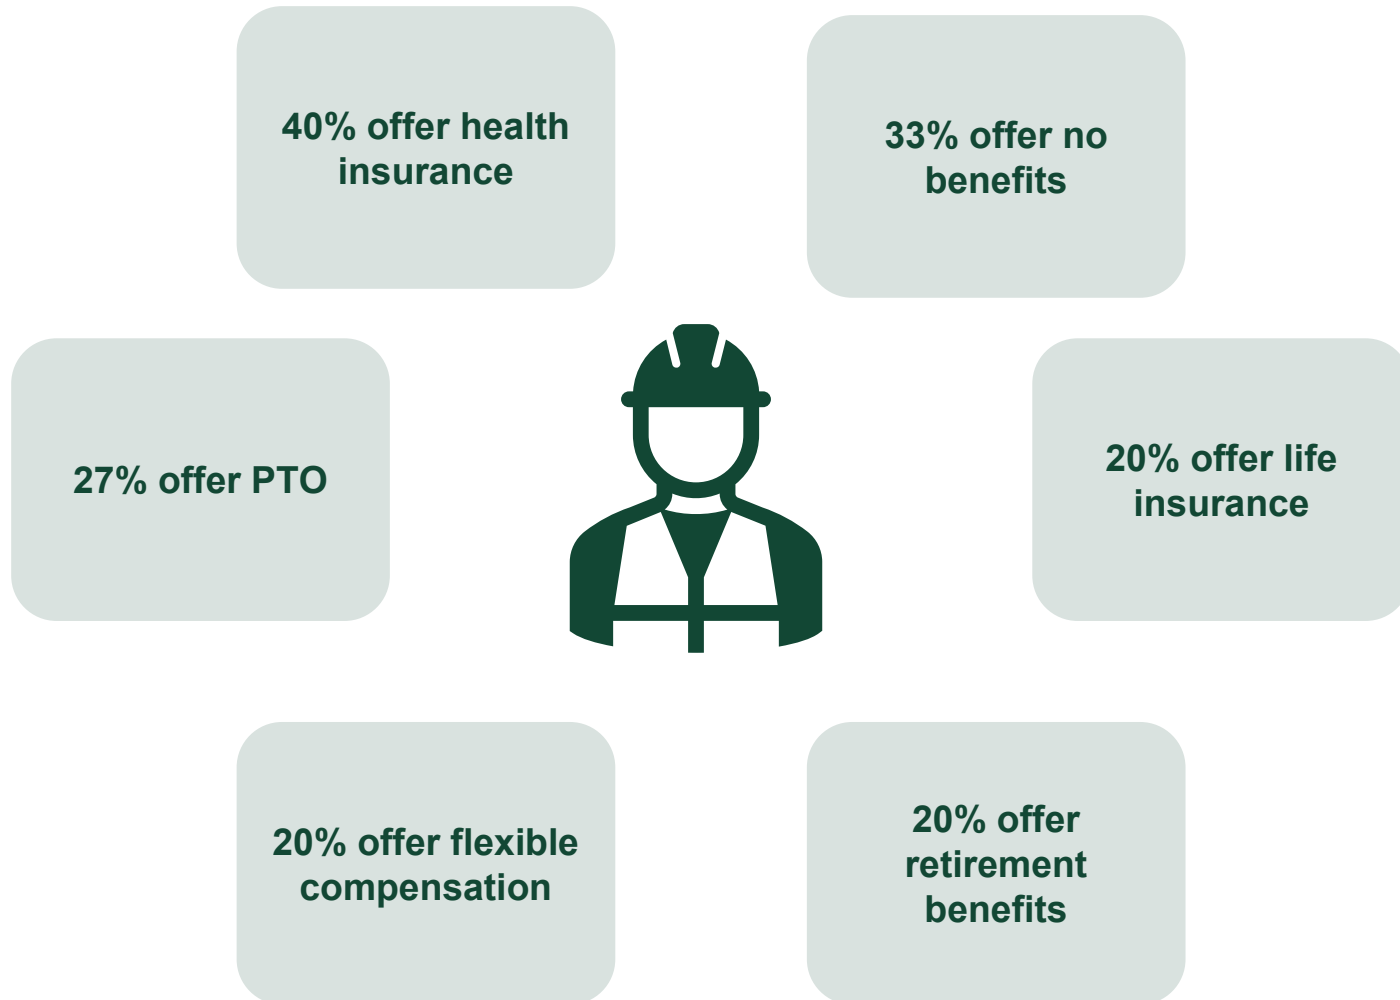 40% offer health
insurance
33% offer no
benefits
27% offer PTO
20% offer life
insurance
20% offer flexible
compensation
20% offer
retirement
benefits